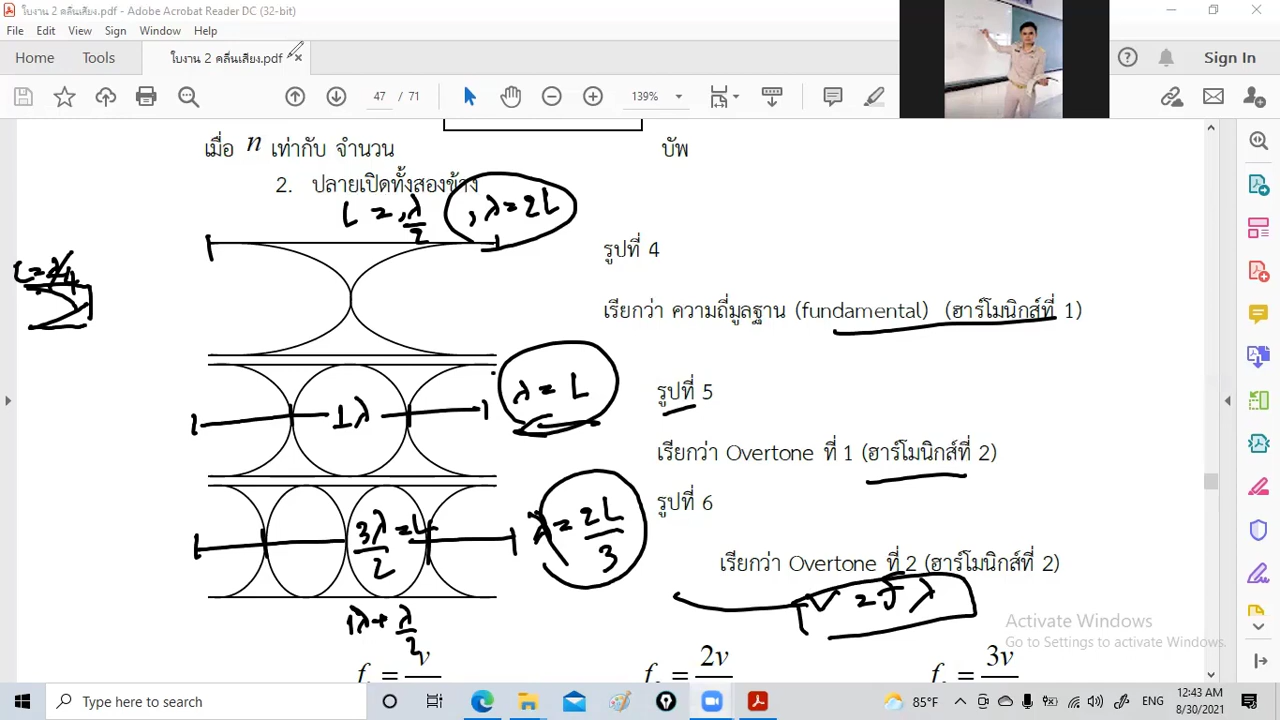 ใบงาน 2 คลื่นเสียง.pdf - Adobe Acrobat Reader DC (32-bit)
File Edit View Sign Window Help
Home Tools ใบงาน 2 คลื่นเสียง.pdf × Sign In
47 / 71 139%
เมื่อ n เท่ากับ จำนวน บัพ
2. ปลายเปิดทั้งสองข้าง
L = , λ/2 , λ = 2L
รูปที่ 4
L = λ/4
เรียกว่า ความถี่มูลฐาน (fundamental) (ฮาร์โมนิกส์ที่ 1)
λ = L
รูปที่ 5
1λ
เรียกว่า Overtone ที่ 1 (ฮาร์โมนิกส์ที่ 2)
รูปที่ 6
3λ/2 = L
λ = 2L/3
เรียกว่า Overtone ที่ 2 (ฮาร์โมนิกส์ที่ 2)
v = fλ
1λ + λ/2
Activate Windows
Go to Settings to activate Windows.
f = v 2v 3v
Type here to search
85°F ENG 12:43 AM
8/30/2021